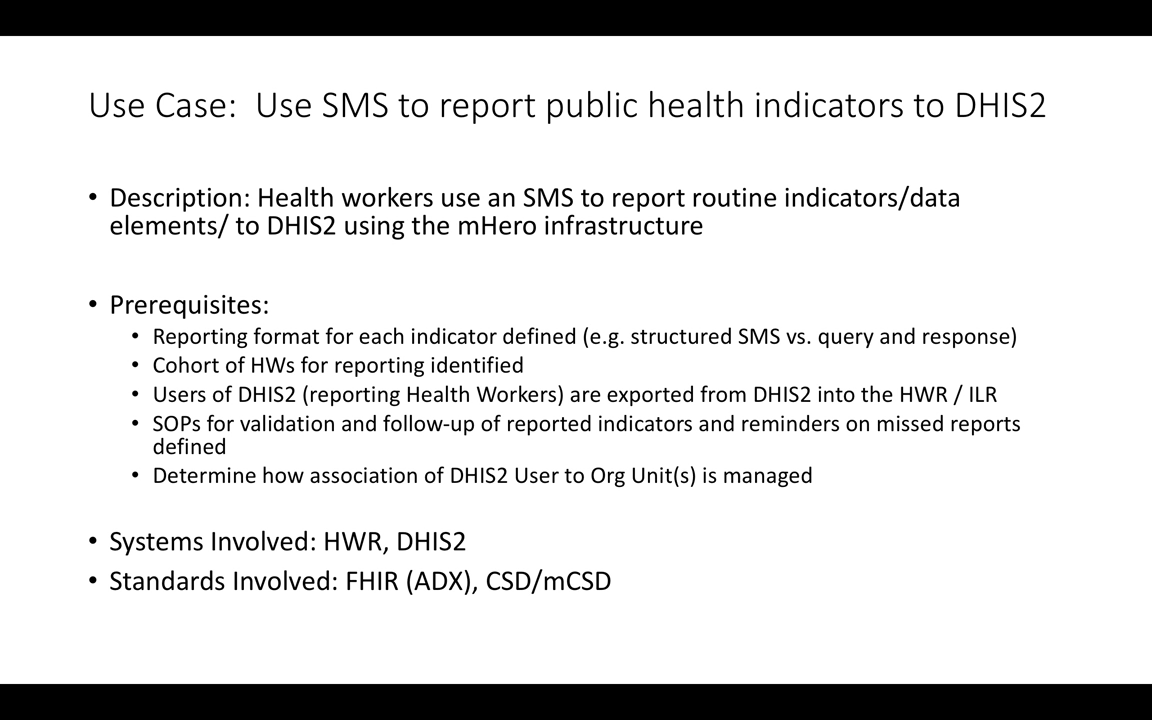 Use Case:  Use SMS to report public health indicators to DHIS2
• Description: Health workers use an SMS to report routine indicators/data
elements/ to DHIS2 using the mHero infrastructure
• Prerequisites:
• Reporting format for each indicator defined (e.g. structured SMS vs. query and response)
• Cohort of HWs for reporting identified
• Users of DHIS2 (reporting Health Workers) are exported from DHIS2 into the HWR / ILR
• SOPs for validation and follow-up of reported indicators and reminders on missed reports
defined
• Determine how association of DHIS2 User to Org Unit(s) is managed
• Systems Involved: HWR, DHIS2
• Standards Involved: FHIR (ADX), CSD/mCSD